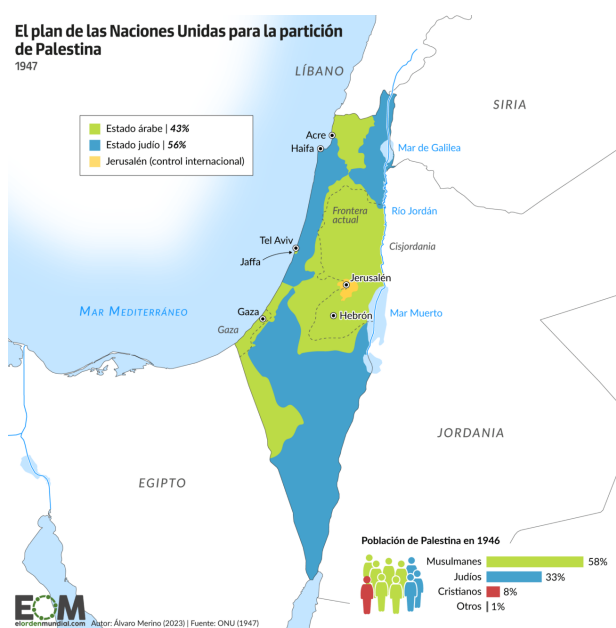 El plan de las Naciones Unidas para la partición
de Palestina
1947
LÍBANO
SIRIA
Estado árabe | 43%
Estado judío | 56%
Jerusalén (control internacional)
Acre
Haifa
Mar de Galilea
Frontera
actual
Río Jordán
Tel Aviv
Cisjordania
Jaffa
Jerusalén
MAR MEDITERRÁNEO
Gaza
Hebrón
Mar Muerto
Gaza
JORDANIA
EGIPTO
Población de Palestina en 1946
Musulmanes 58%
Judíos 33%
Cristianos 8%
Otros 1%
EOM
elordenmundial.com Autor: Álvaro Merino (2023) | Fuente: ONU (1947)